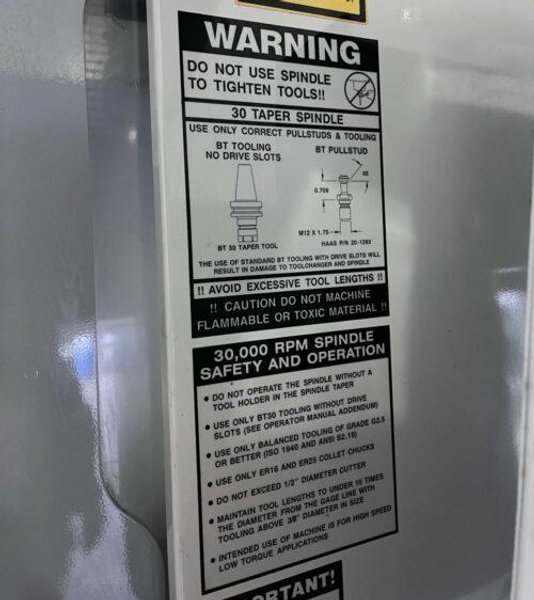 WARNING
DO NOT USE SPINDLE
TO TIGHTEN TOOLS!!
30 TAPER SPINDLE
USE ONLY CORRECT PULLSTUDS & TOOLING
BT TOOLING
NO DRIVE SLOTS
BT PULLSTUD
45
0.709
M12 X 1.75
BT 30 TAPER TOOL
HAAS P/N 20-1283
THE USE OF STANDARD BT TOOLING WITH DRIVE SLOTS WILL
RESULT IN DAMAGE TO TOOLCHANGER AND SPINDLE
!! AVOID EXCESSIVE TOOL LENGTHS !!
!! CAUTION DO NOT MACHINE
FLAMMABLE OR TOXIC MATERIAL !!
30,000 RPM SPINDLE
SAFETY AND OPERATION
• DO NOT OPERATE THE SPINDLE WITHOUT A
TOOL HOLDER IN THE SPINDLE TAPER
• USE ONLY BT30 TOOLING WITHOUT DRIVE
SLOTS (SEE OPERATOR MANUAL ADDENDUM)
• USE ONLY BALANCED TOOLING OF GRADE G2.5
OR BETTER (ISO 1940 AND ANSI S2.19)
• USE ONLY ER16 AND ER25 COLLET CHUCKS
• DO NOT EXCEED 1/2" DIAMETER CUTTER
• MAINTAIN TOOL LENGTHS TO UNDER 10 TIMES
THE DIAMETER FROM THE GAGE LINE WITH
TOOLING ABOVE 3/8" DIAMETER IN SIZE
• INTENDED USE OF MACHINE IS FOR HIGH SPEED
LOW TORQUE APPLICATIONS
ORTANT!